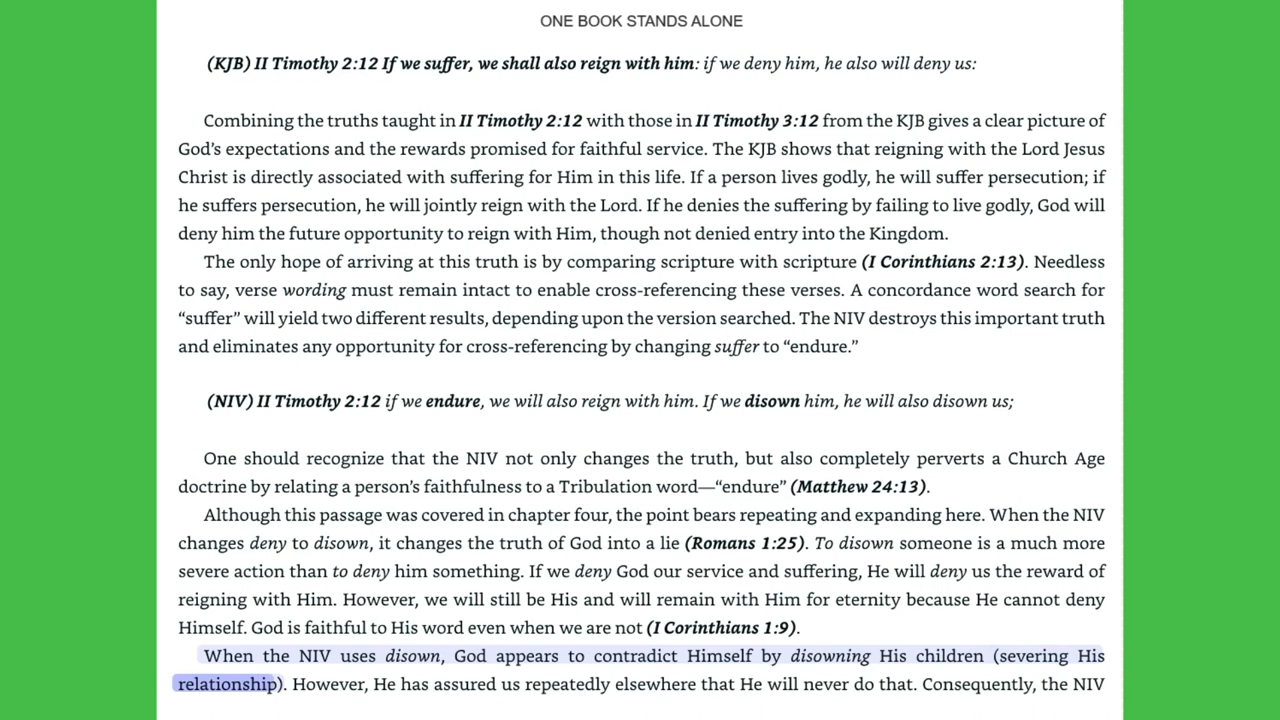 ONE BOOK STANDS ALONE
(KJB) II Timothy 2:12 If we suffer, we shall also reign with him: if we deny him, he also will deny us:
Combining the truths taught in II Timothy 2:12 with those in II Timothy 3:12 from the KJB gives a clear picture of
God's expectations and the rewards promised for faithful service. The KJB shows that reigning with the Lord Jesus
Christ is directly associated with suffering for Him in this life. If a person lives godly, he will suffer persecution; if
he suffers persecution, he will jointly reign with the Lord. If he denies the suffering by failing to live godly, God will
deny him the future opportunity to reign with Him, though not denied entry into the Kingdom.
The only hope of arriving at this truth is by comparing scripture with scripture (I Corinthians 2:13). Needless
to say, verse wording must remain intact to enable cross-referencing these verses. A concordance word search for
“suffer” will yield two different results, depending upon the version searched. The NIV destroys this important truth
and eliminates any opportunity for cross-referencing by changing suffer to “endure.”
(NIV) II Timothy 2:12 if we endure, we will also reign with him. If we disown him, he will also disown us;
One should recognize that the NIV not only changes the truth, but also completely perverts a Church Age
doctrine by relating a person's faithfulness to a Tribulation word—“endure” (Matthew 24:13).
Although this passage was covered in chapter four, the point bears repeating and expanding here. When the NIV
changes deny to disown, it changes the truth of God into a lie (Romans 1:25). To disown someone is a much more
severe action than to deny him something. If we deny God our service and suffering, He will deny us the reward of
reigning with Him. However, we will still be His and will remain with Him for eternity because He cannot deny
Himself. God is faithful to His word even when we are not (I Corinthians 1:9).
When the NIV uses disown, God appears to contradict Himself by disowning His children (severing His
relationship). However, He has assured us repeatedly elsewhere that He will never do that. Consequently, the NIV